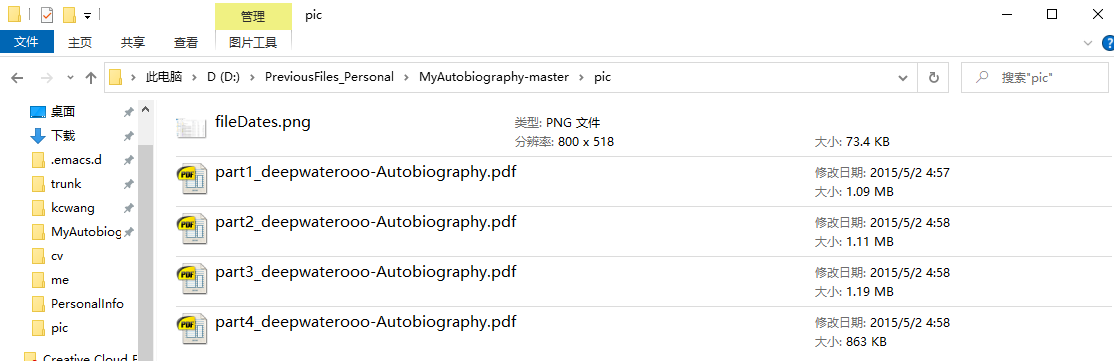 管理
pic
文件
主页
共享
查看
图片工具
此电脑
D (D:)
PreviousFiles_Personal
MyAutobiography-master
pic
搜索"pic"
桌面
下载
.emacs.d
trunk
kcwang
MyAutobiog
cv
me
PersonalInfo
pic
fileDates.png
类型: PNG 文件
分辨率: 800 x 518
大小: 73.4 KB
part1_deepwaterooo-Autobiography.pdf
修改日期: 2015/5/2 4:57
大小: 1.09 MB
part2_deepwaterooo-Autobiography.pdf
修改日期: 2015/5/2 4:58
大小: 1.11 MB
part3_deepwaterooo-Autobiography.pdf
修改日期: 2015/5/2 4:58
大小: 1.19 MB
part4_deepwaterooo-Autobiography.pdf
修改日期: 2015/5/2 4:58
大小: 863 KB